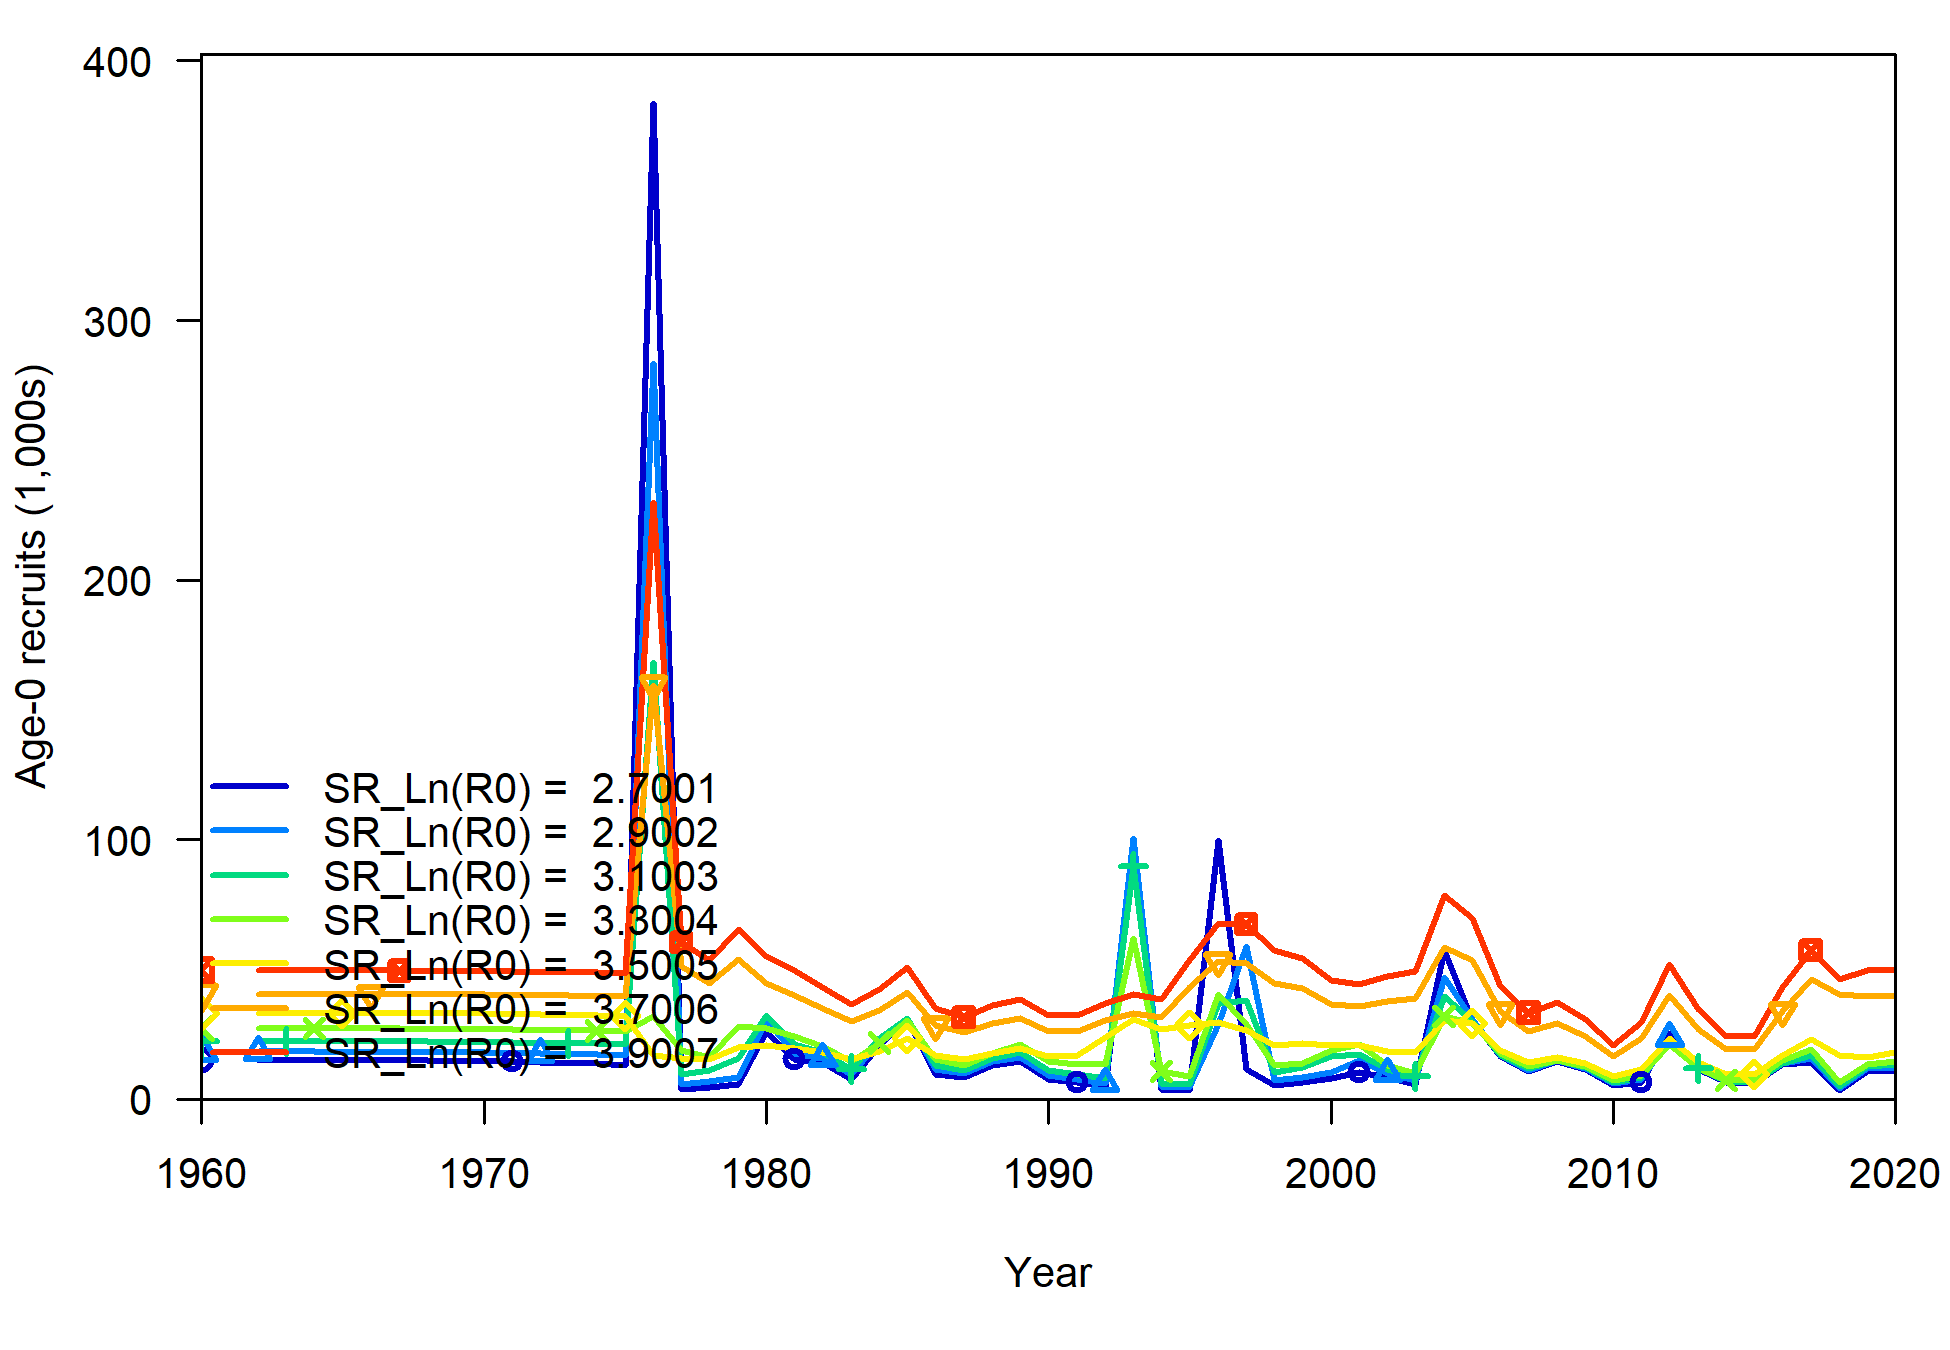 400
300
200
100
0
Age-0 recruits (1,000s)
SR_Ln(R0) = 2.7001
SR_Ln(R0) = 2.9002
SR_Ln(R0) = 3.1003
SR_Ln(R0) = 3.3004
SR_Ln(R0) = 3.5005
SR_Ln(R0) = 3.7006
SR_Ln(R0) = 3.9007
1960 1970 1980 1990 2000 2010 2020
Year